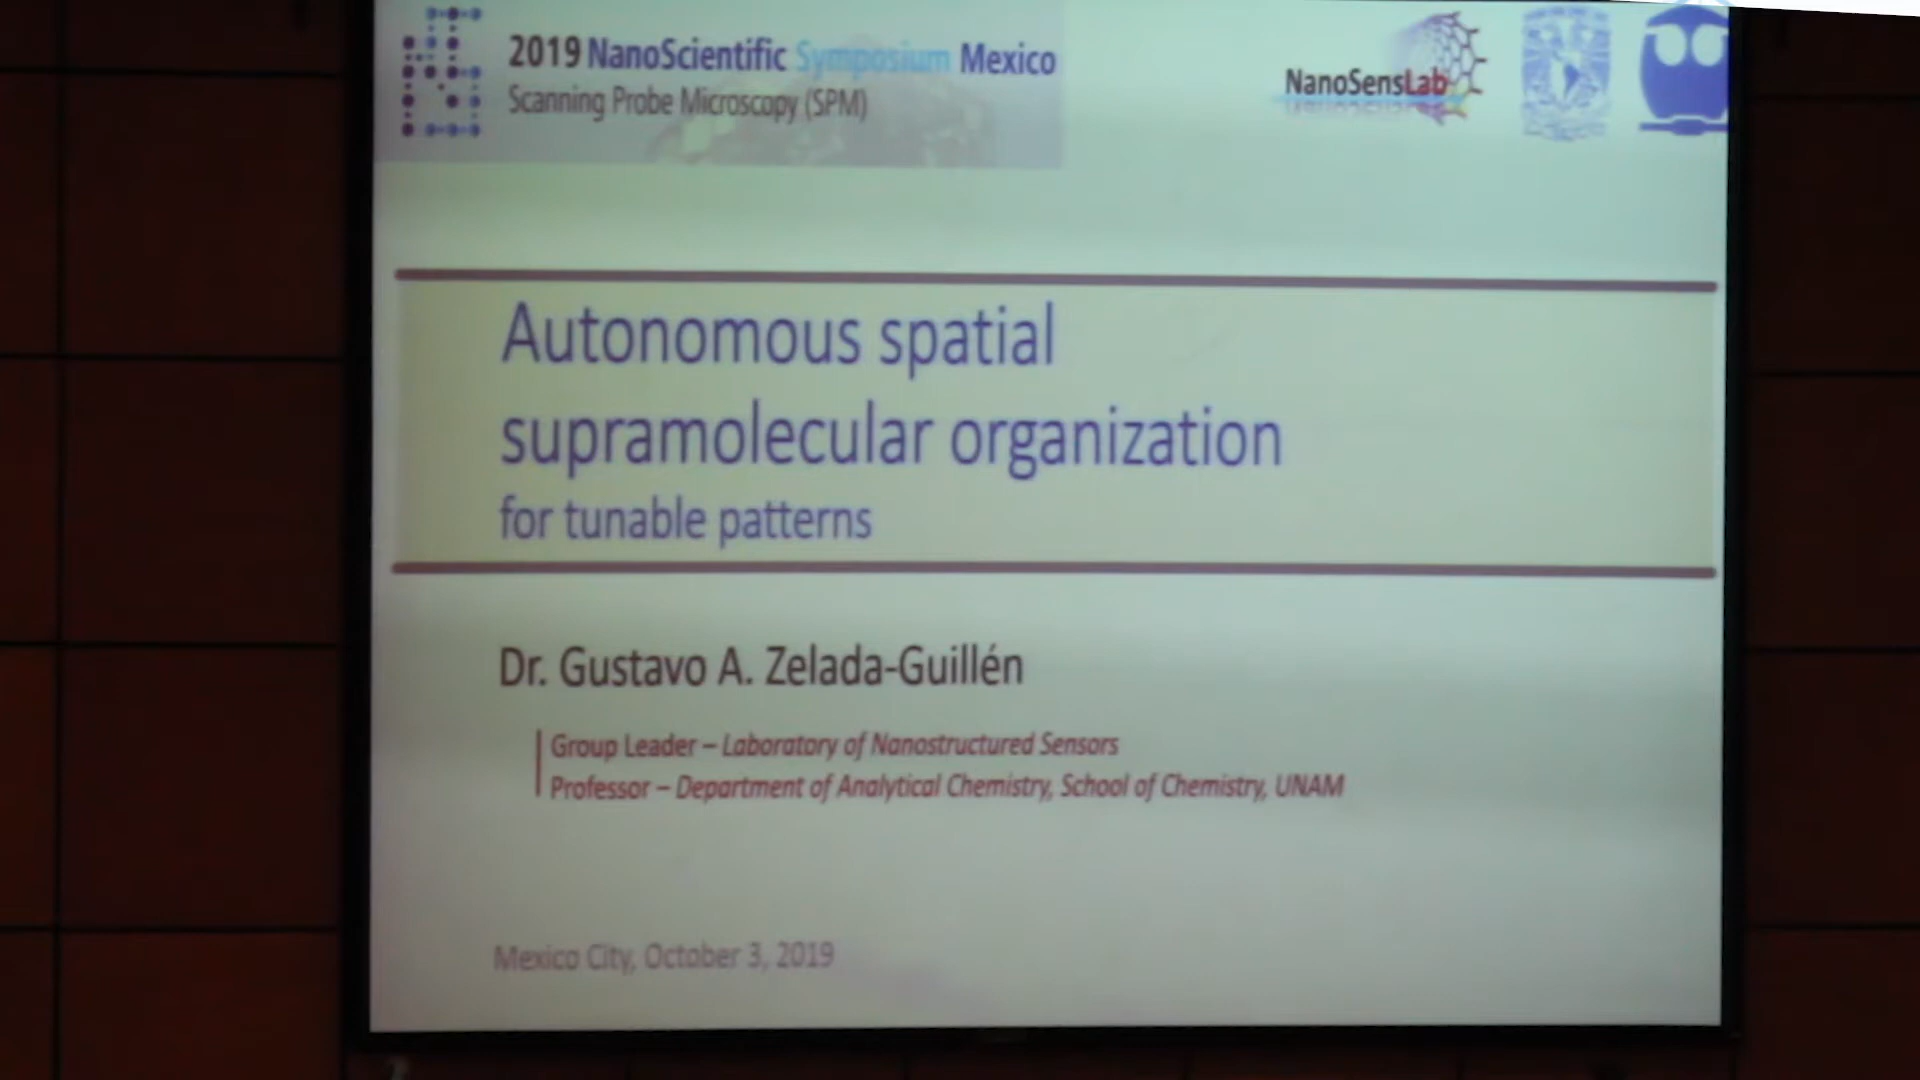 2019 NanoScientific Symposium Mexico
Scanning Probe Microscopy (SPM)
NanoSensLab
Autonomous spatial
supramolecular organization
for tunable patterns
Dr. Gustavo A. Zelada-Guillén
Group Leader – Laboratory of Nanostructured Sensors
Professor – Department of Analytical Chemistry, School of Chemistry, UNAM
Mexico City, October 3, 2019